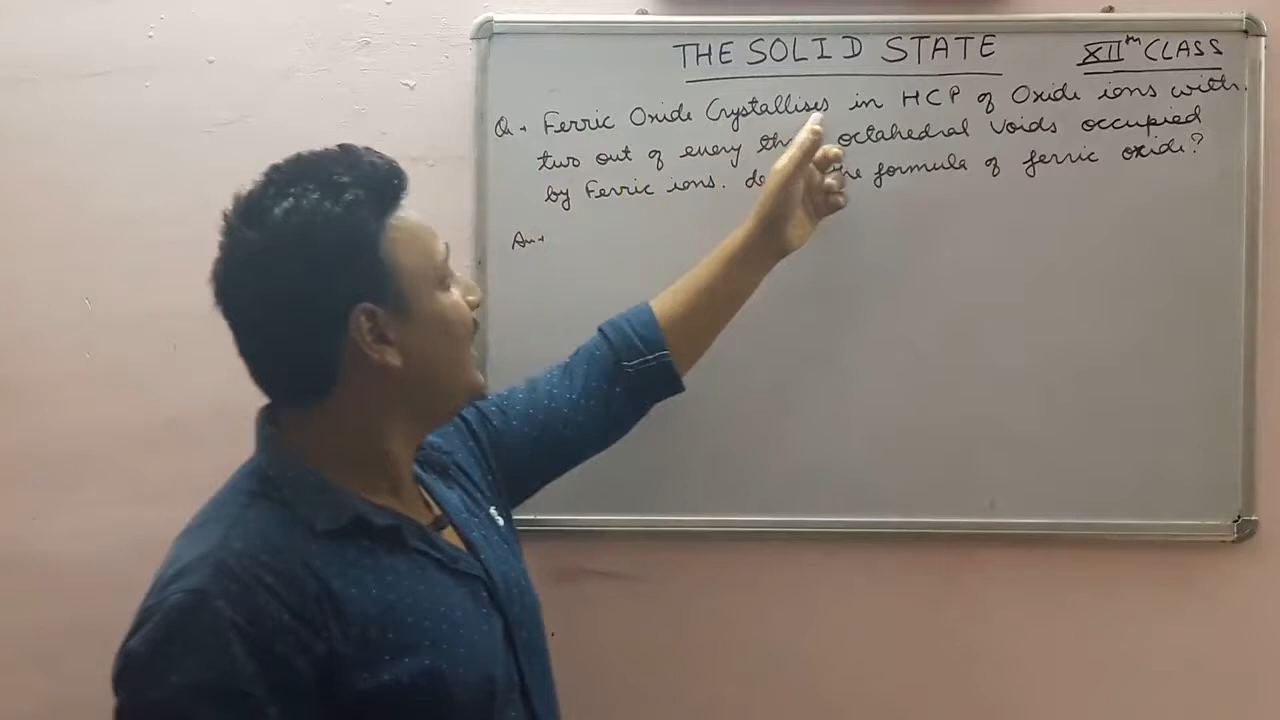 THE SOLID STATE XIIth CLASS
Q → Ferric Oxide Crystallises in HCP of Oxide ions with
two out of every octahedral Voids occupied
by Ferric ions. formula of ferric oxide?
An→